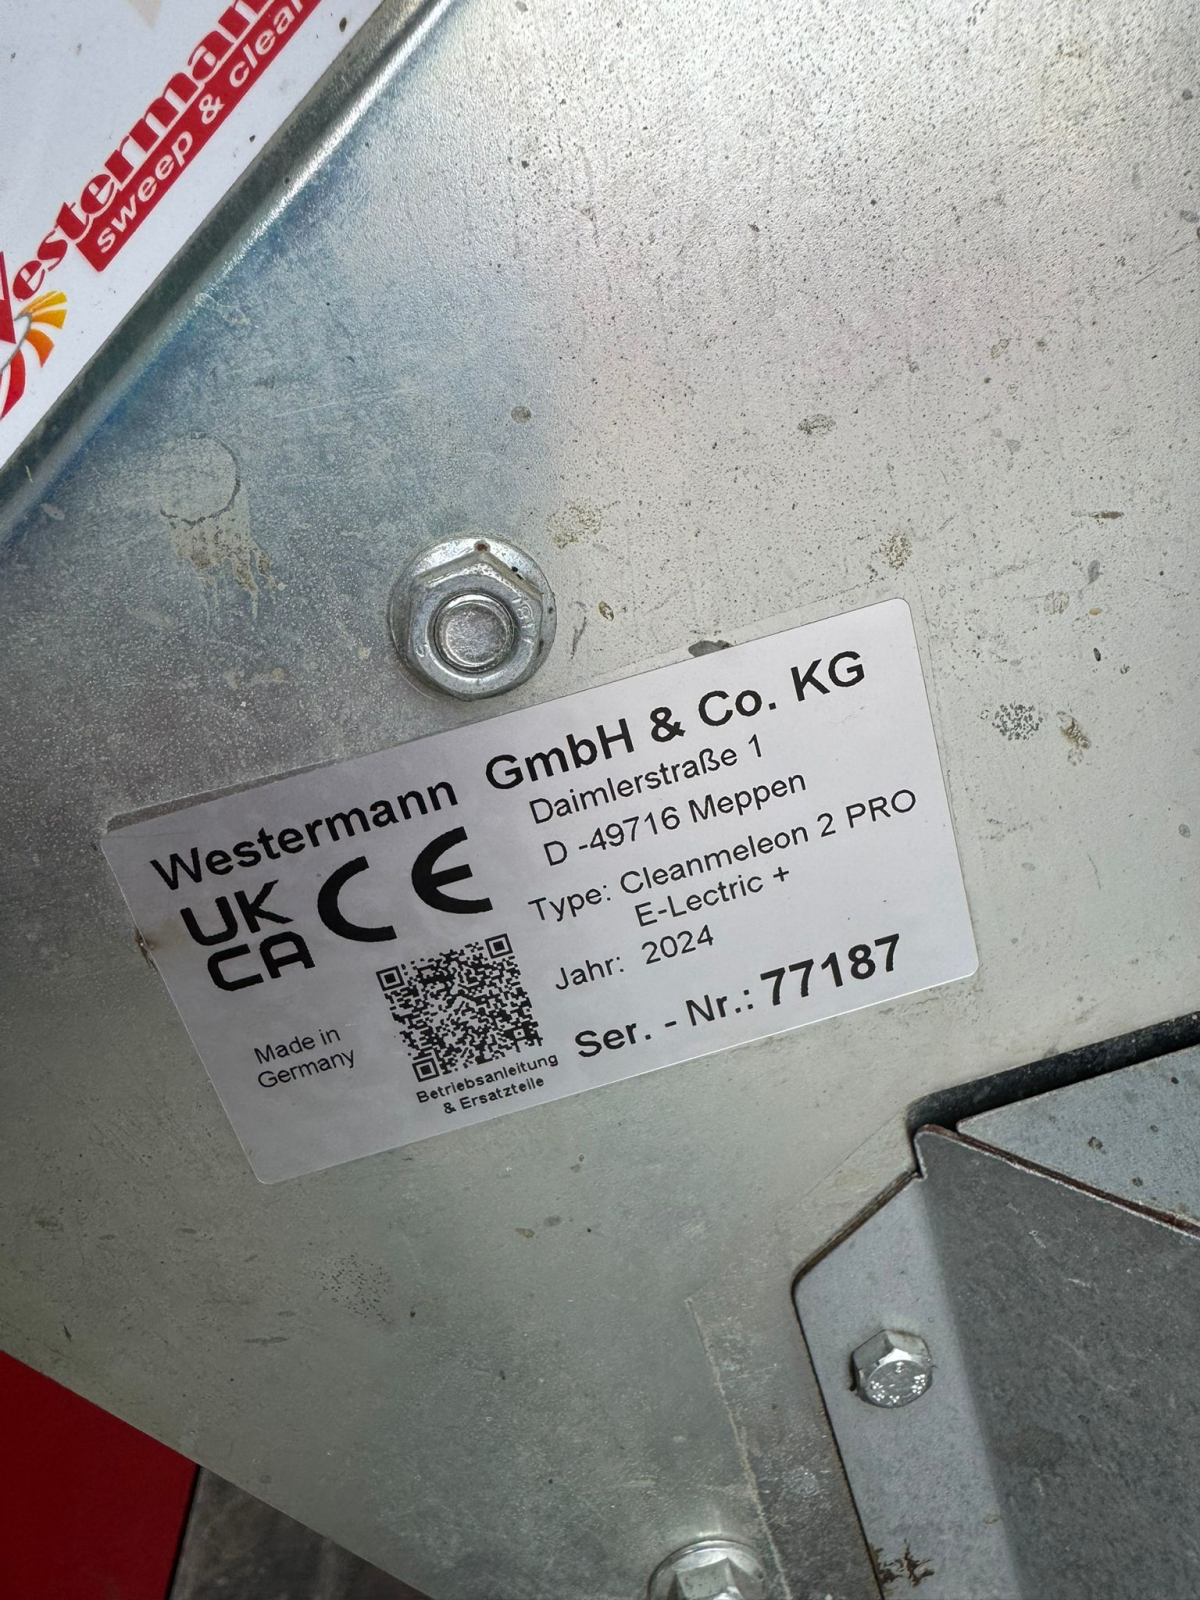 Westermann
sweep & clean
Westermann GmbH & Co. KG
Daimlerstraße 1
D -49716 Meppen
UK
CA
CE
Type: Cleanmeleon 2 PRO
E-Lectric +
Jahr: 2024
Ser. - Nr.: 77187
Made in
Germany
Betriebsanleitung
& Ersatzteile